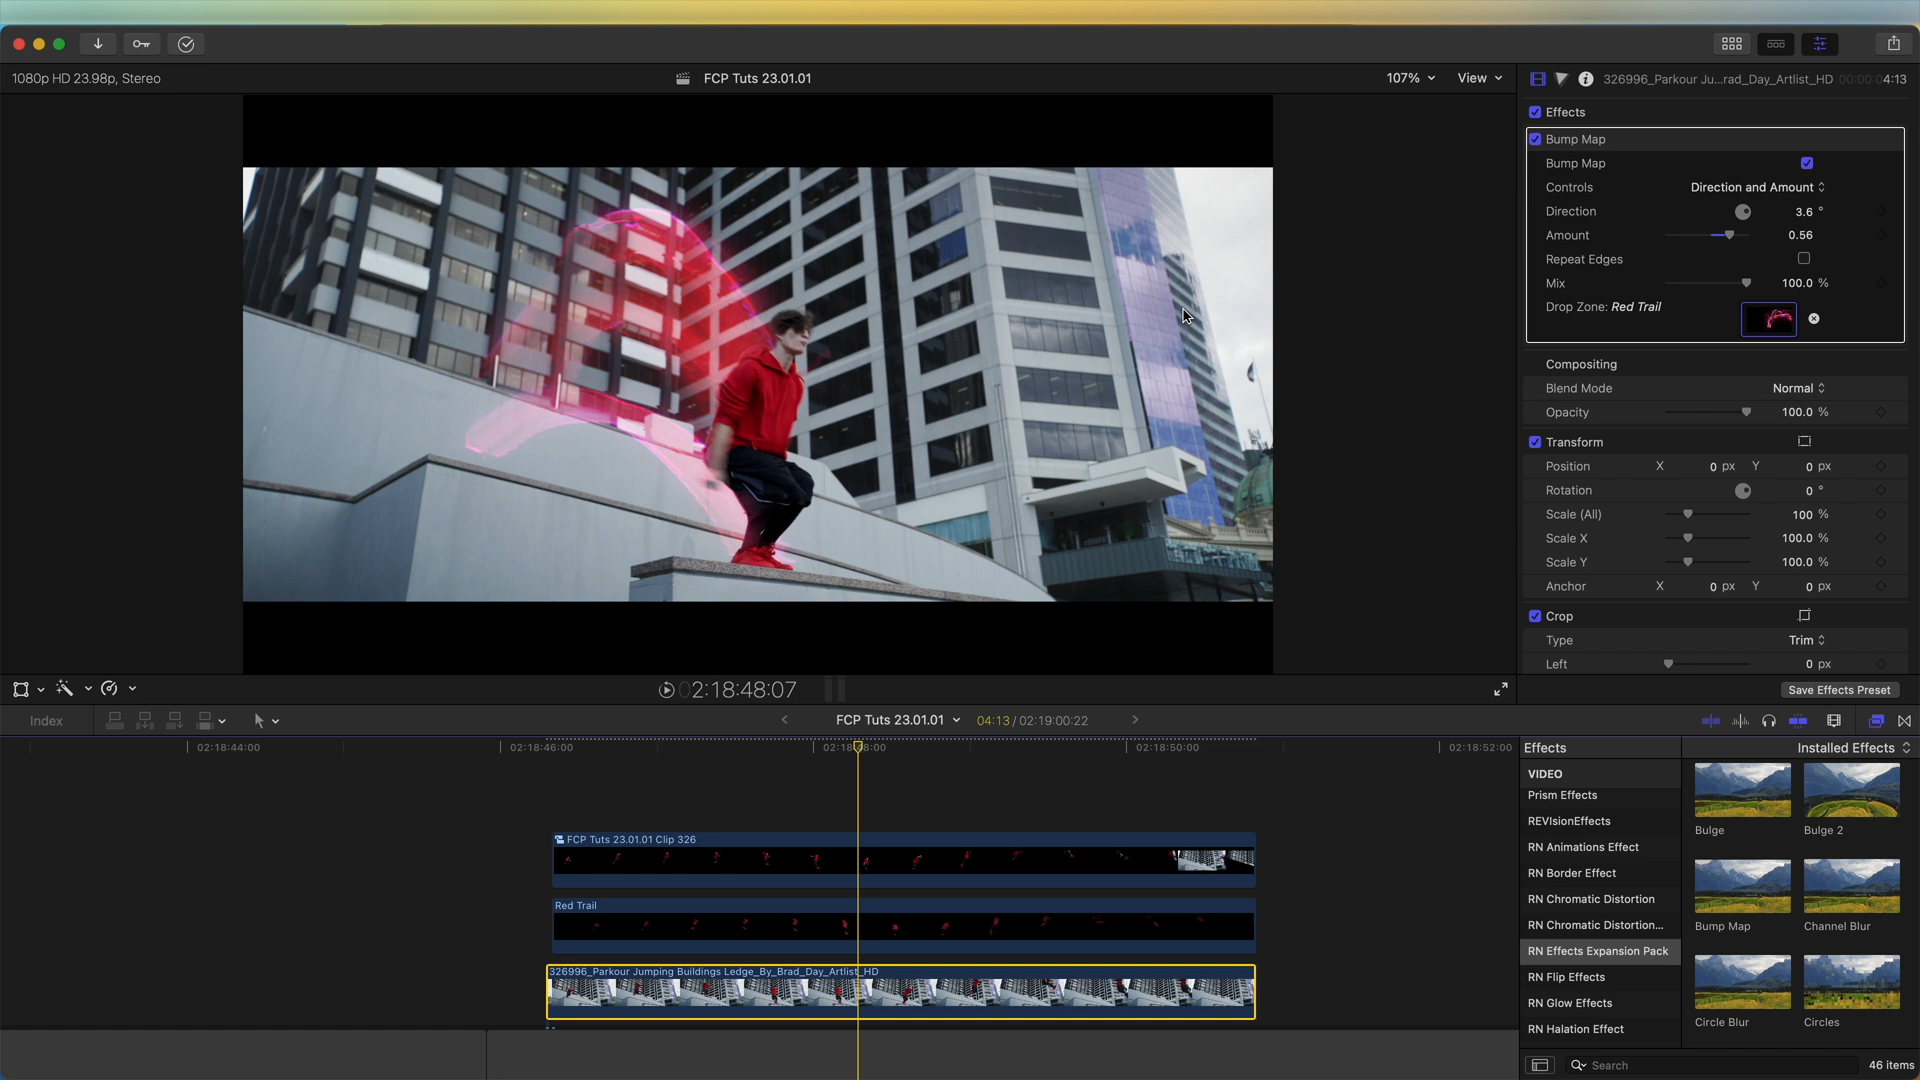 1080p HD 23.98p, Stereo
FCP Tuts 23.01.01
107%
View
326996_Parkour Ju...rad_Day_Artlist_HD
00:00:04:13
Effects
Bump Map
Bump Map
Controls
Direction and Amount
Direction
3.6 °
Amount
0.56
Repeat Edges
Mix
100.0 %
Drop Zone: Red Trail
Compositing
Blend Mode
Normal
Opacity
100.0 %
Transform
Position
X
0 px
Y
0 px
Rotation
0 °
Scale (All)
100 %
Scale X
100.0 %
Scale Y
100.0 %
Anchor
X
0 px
Y
0 px
Crop
Type
Trim
Left
0 px
02:18:48:07
Save Effects Preset
Index
FCP Tuts 23.01.01
04:13 / 02:19:00:22
02:18:44:00
02:18:46:00
02:18:48:00
02:18:50:00
02:18:52:00
FCP Tuts 23.01.01 Clip 326
Red Trail
326996_Parkour Jumping Buildings Ledge_By_Brad_Day_Artlist_HD
Effects
Installed Effects
VIDEO
Prism Effects
REVIsionEffects
RN Animations Effect
RN Border Effect
RN Chromatic Distortion
RN Chromatic Distortion...
RN Effects Expansion Pack
RN Flip Effects
RN Glow Effects
RN Halation Effect
Bulge
Bulge 2
Bump Map
Channel Blur
Circle Blur
Circles
Search
46 items